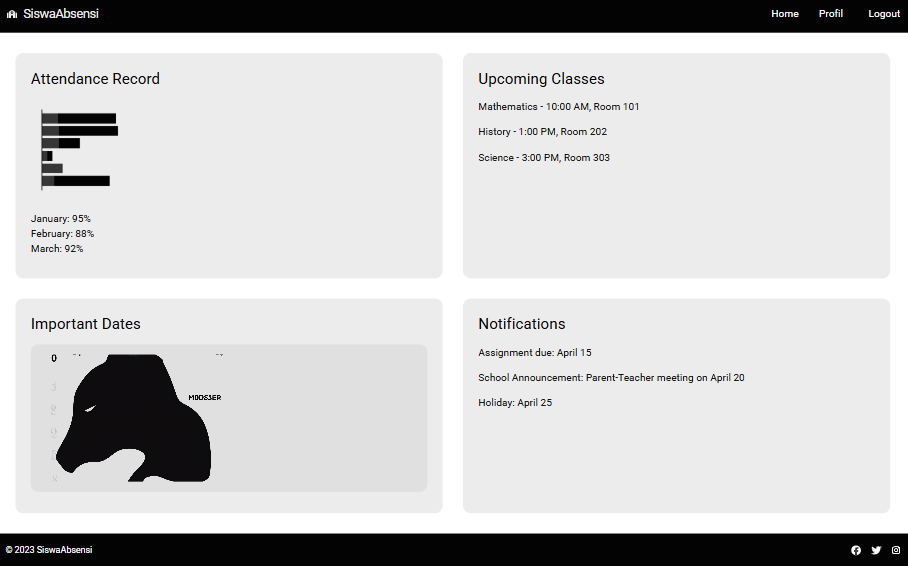 SiswaAbsensi
Home Profil Logout
Attendance Record
January: 95%
February: 88%
March: 92%
Upcoming Classes
Mathematics - 10:00 AM, Room 101
History - 1:00 PM, Room 202
Science - 3:00 PM, Room 303
Important Dates
0
MODSSER
Notifications
Assignment due: April 15
School Announcement: Parent-Teacher meeting on April 20
Holiday: April 25
© 2023 SiswaAbsensi